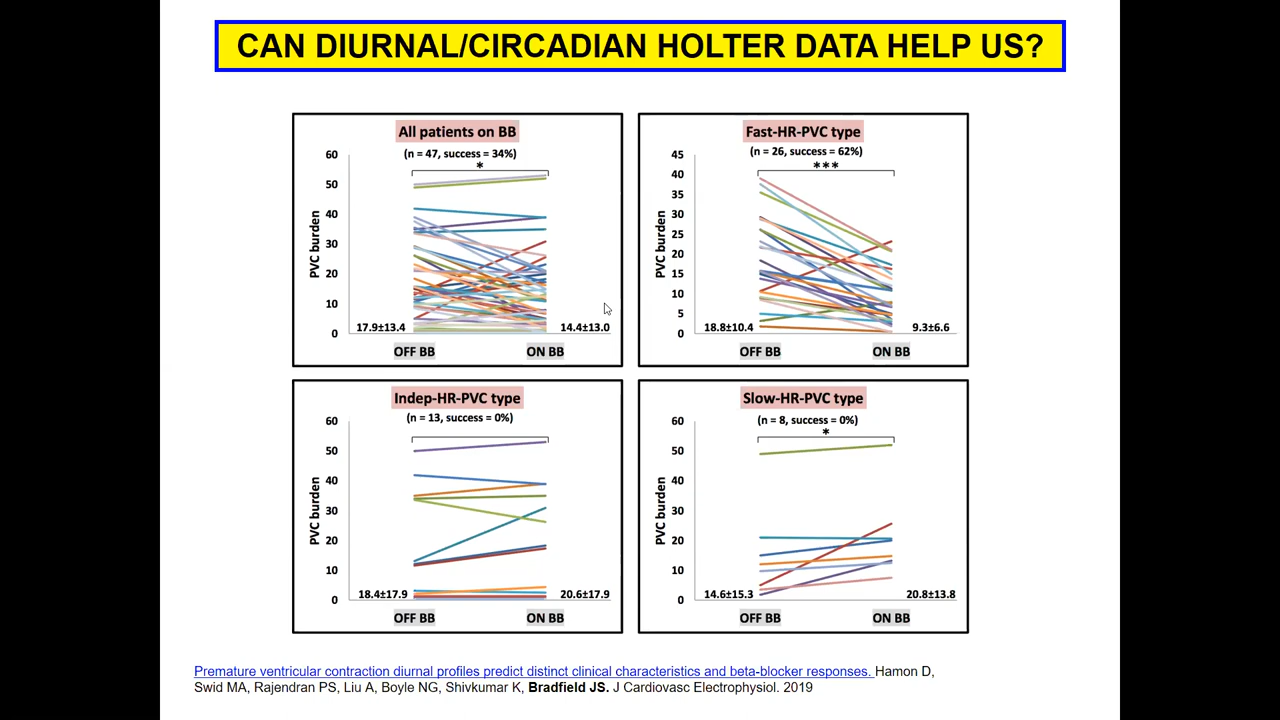 CAN DIURNAL/CIRCADIAN HOLTER DATA HELP US?
All patients on BB
(n = 47, success = 34%)
*
60
50
40
30
20
10
0
PVC burden
17.9±13.4
14.4±13.0
OFF BB
ON BB
Fast-HR-PVC type
(n = 26, success = 62%)
***
45
40
35
30
25
20
15
10
5
0
PVC burden
18.8±10.4
9.3±6.6
OFF BB
ON BB
Indep-HR-PVC type
(n = 13, success = 0%)
60
50
40
30
20
10
0
PVC burden
18.4±17.9
20.6±17.9
OFF BB
ON BB
Slow-HR-PVC type
(n = 8, success = 0%)
*
60
50
40
30
20
10
0
PVC burden
14.6±15.3
20.8±13.8
OFF BB
ON BB
Premature ventricular contraction diurnal profiles predict distinct clinical characteristics and beta-blocker responses. Hamon D,
Swid MA, Rajendran PS, Liu A, Boyle NG, Shivkumar K, Bradfield JS. J Cardiovasc Electrophysiol. 2019